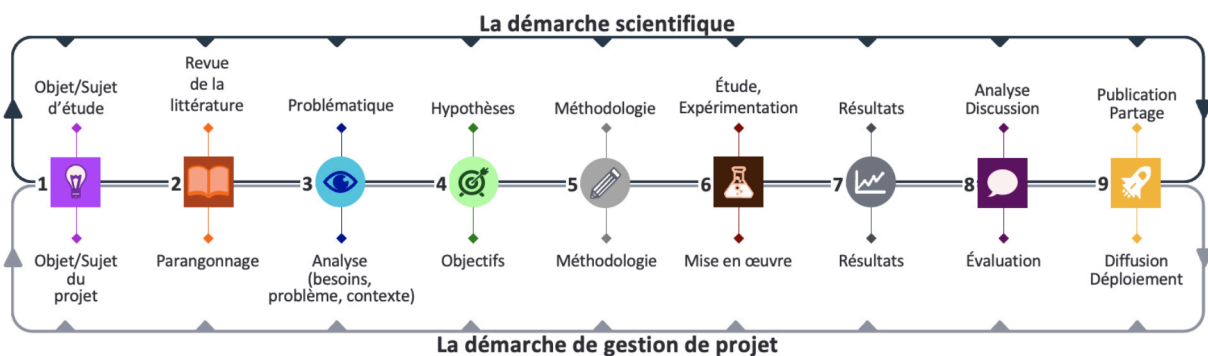 La démarche scientifique
Objet/Sujet
d'étude
Revue
de la
littérature
Problématique
Hypothèses
Méthodologie
Étude,
Expérimentation
Résultats
Analyse
Discussion
Publication
Partage
1
2
3
4
5
6
7
8
9
Objet/Sujet
du
projet
Parangonnage
Analyse
(besoins,
problème, contexte)
Objectifs
Méthodologie
Mise en œuvre
Résultats
Évaluation
Diffusion
Déploiement
La démarche de gestion de projet